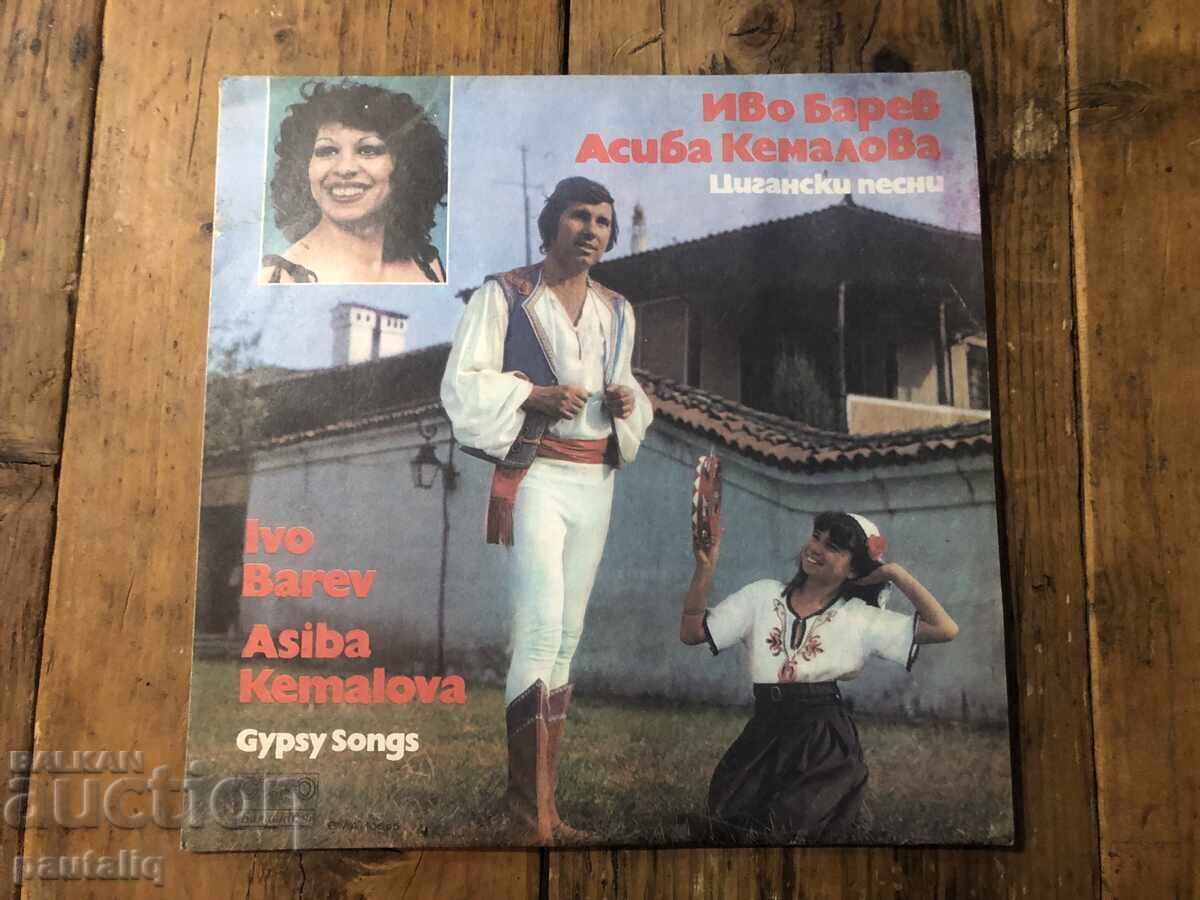 Иво Барев
Асиба Кемалова
Цигански песни
Ivo
Barev
Asiba
Kemalova
Gypsy Songs
BALKAN
auction
pautaliq